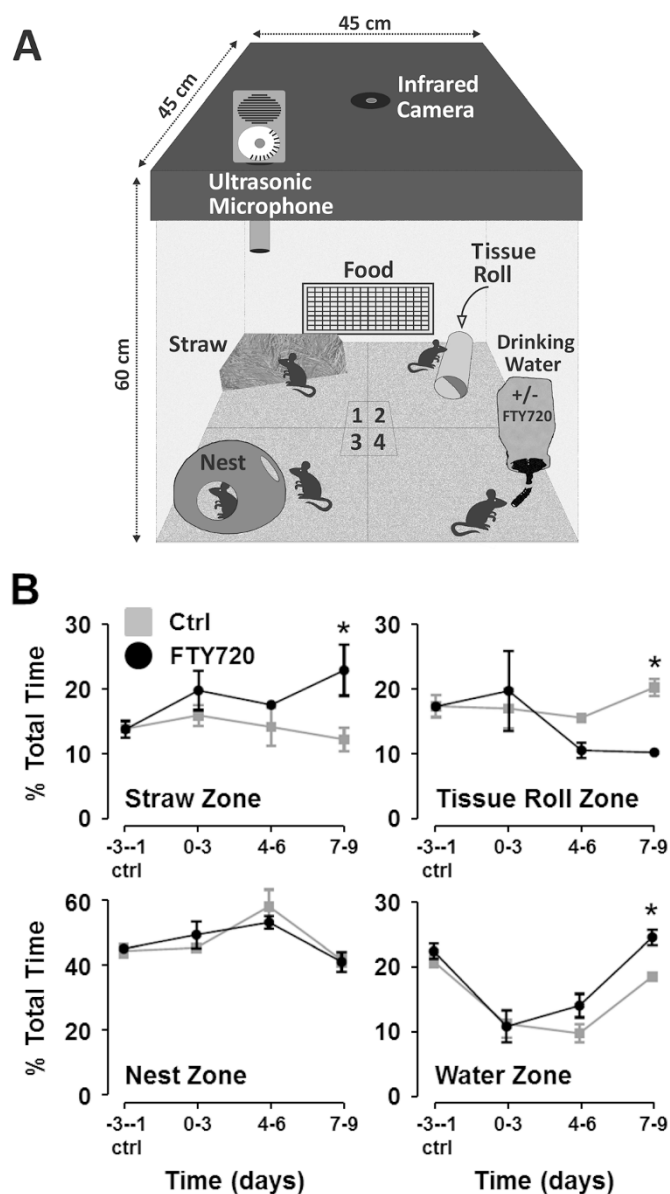 A
45 cm
45 cm
Infrared
Camera
Ultrasonic
Microphone
60 cm
Tissue
Roll
Food
Straw
Drinking
Water
+/-
FTY720
1 2
3 4
Nest
B
Ctrl
FTY720
% Total Time
30
20
10
0
*
Straw Zone
-3--1
ctrl
0-3
4-6
7-9
30
20
10
0
*
Tissue Roll Zone
-3--1
ctrl
0-3
4-6
7-9
% Total Time
60
40
20
0
Nest Zone
-3--1
ctrl
0-3
4-6
7-9
Time (days)
30
20
10
0
*
Water Zone
-3--1
ctrl
0-3
4-6
7-9
Time (days)